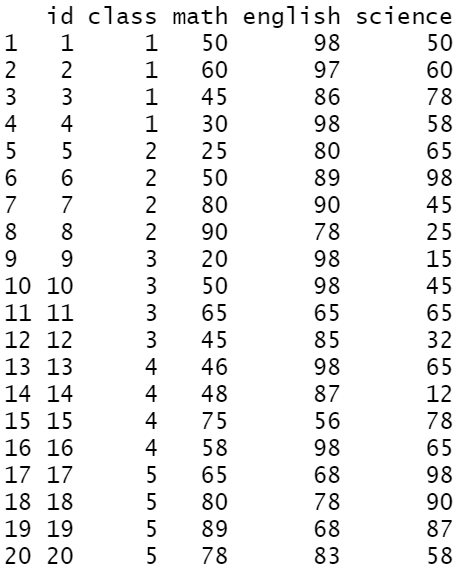 id class math english science
1 1 1 50 98 50
2 2 1 60 97 60
3 3 1 45 86 78
4 4 1 30 98 58
5 5 2 25 80 65
6 6 2 50 89 98
7 7 2 80 90 45
8 8 2 90 78 25
9 9 3 20 98 15
10 10 3 50 98 45
11 11 3 65 65 65
12 12 3 45 85 32
13 13 4 46 98 65
14 14 4 48 87 12
15 15 4 75 56 78
16 16 4 58 98 65
17 17 5 65 68 98
18 18 5 80 78 90
19 19 5 89 68 87
20 20 5 78 83 58